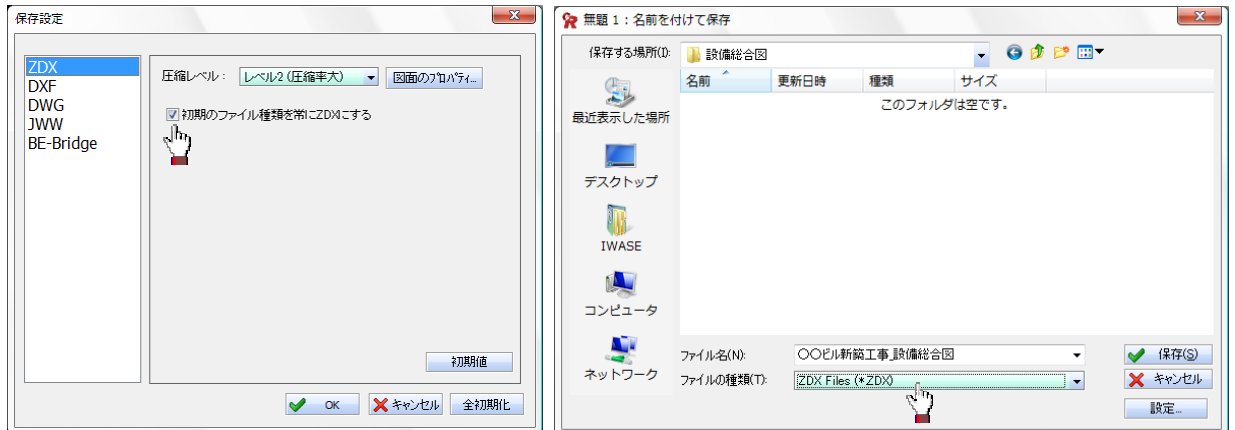 保存設定
ZDX
DXF
DWG
JWW
BE-Bridge
圧縮レベル：
レベル2 (圧縮率大)
図面のプロパティ...
初期のファイル種類を常にZDXにする
初期値
OK
キャンセル
全初期化
無題 1：名前を付けて保存
保存する場所(I):
設備総合図
名前
更新日時
種類
サイズ
このフォルダは空です。
最近表示した場所
デスクトップ
IWASE
コンピュータ
ネットワーク
ファイル名(N):
〇〇ビル新築工事_設備総合図
保存(S)
ファイルの種類(T):
ZDX Files (*.ZDX)
キャンセル
設定...